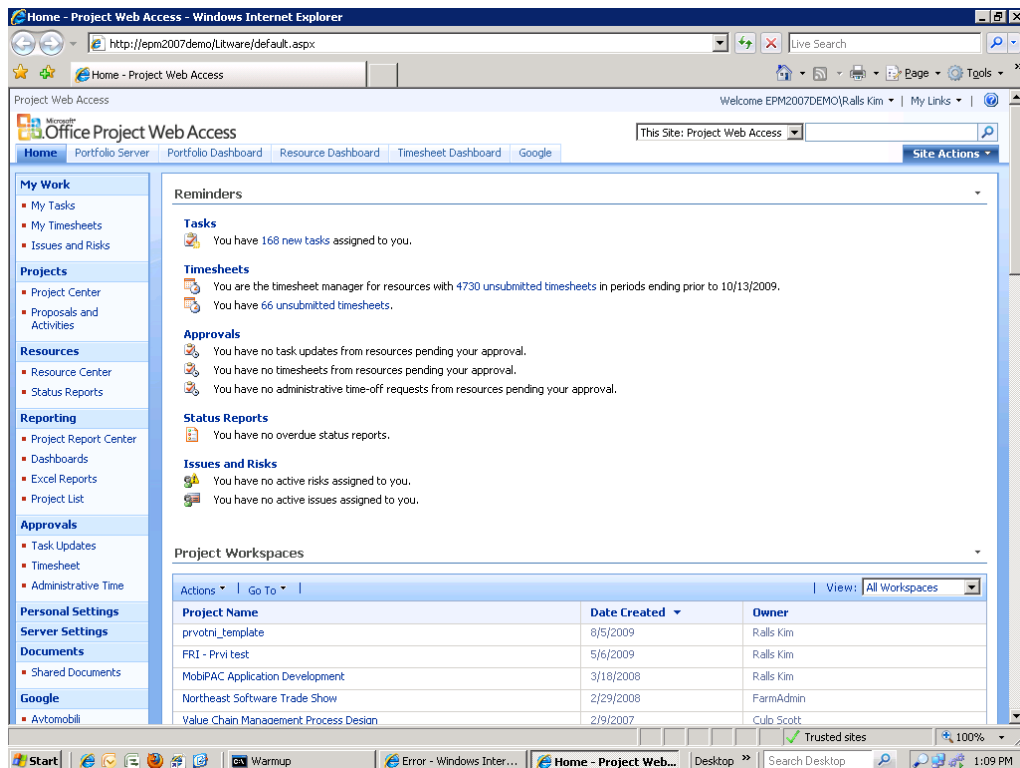 Home - Project Web Access - Windows Internet Explorer
http://epm2007demo/Litware/default.aspx
Live Search
Home - Project Web Access
Page
Tools
Project Web Access
Welcome EPM2007DEMO\Ralls Kim
My Links
Microsoft
Office Project Web Access
This Site: Project Web Access
Home
Portfolio Server
Portfolio Dashboard
Resource Dashboard
Timesheet Dashboard
Google
Site Actions
My Work
My Tasks
My Timesheets
Issues and Risks
Projects
Project Center
Proposals and
Activities
Resources
Resource Center
Status Reports
Reporting
Project Report Center
Dashboards
Excel Reports
Project List
Approvals
Task Updates
Timesheet
Administrative Time
Personal Settings
Server Settings
Documents
Shared Documents
Google
Avtomobili
Reminders
Tasks
You have 168 new tasks assigned to you.
Timesheets
You are the timesheet manager for resources with 4730 unsubmitted timesheets in periods ending prior to 10/13/2009.
You have 66 unsubmitted timesheets.
Approvals
You have no task updates from resources pending your approval.
You have no timesheets from resources pending your approval.
You have no administrative time-off requests from resources pending your approval.
Status Reports
You have no overdue status reports.
Issues and Risks
You have no active risks assigned to you.
You have no active issues assigned to you.
Project Workspaces
Actions | Go To | | View: All Workspaces
Project Name Date Created Owner
prvotni_template 8/5/2009 Ralls Kim
FRI - Prvi test 5/6/2009 Ralls Kim
MobiPAC Application Development 3/18/2008 Ralls Kim
Northeast Software Trade Show 2/29/2008 FarmAdmin
Value Chain Management Process Design 2/9/2007 Culp Scott
Trusted sites
100%
Start
Warmup
Error - Windows Inter...
Home - Project Web...
Desktop
Search Desktop
1:09 PM